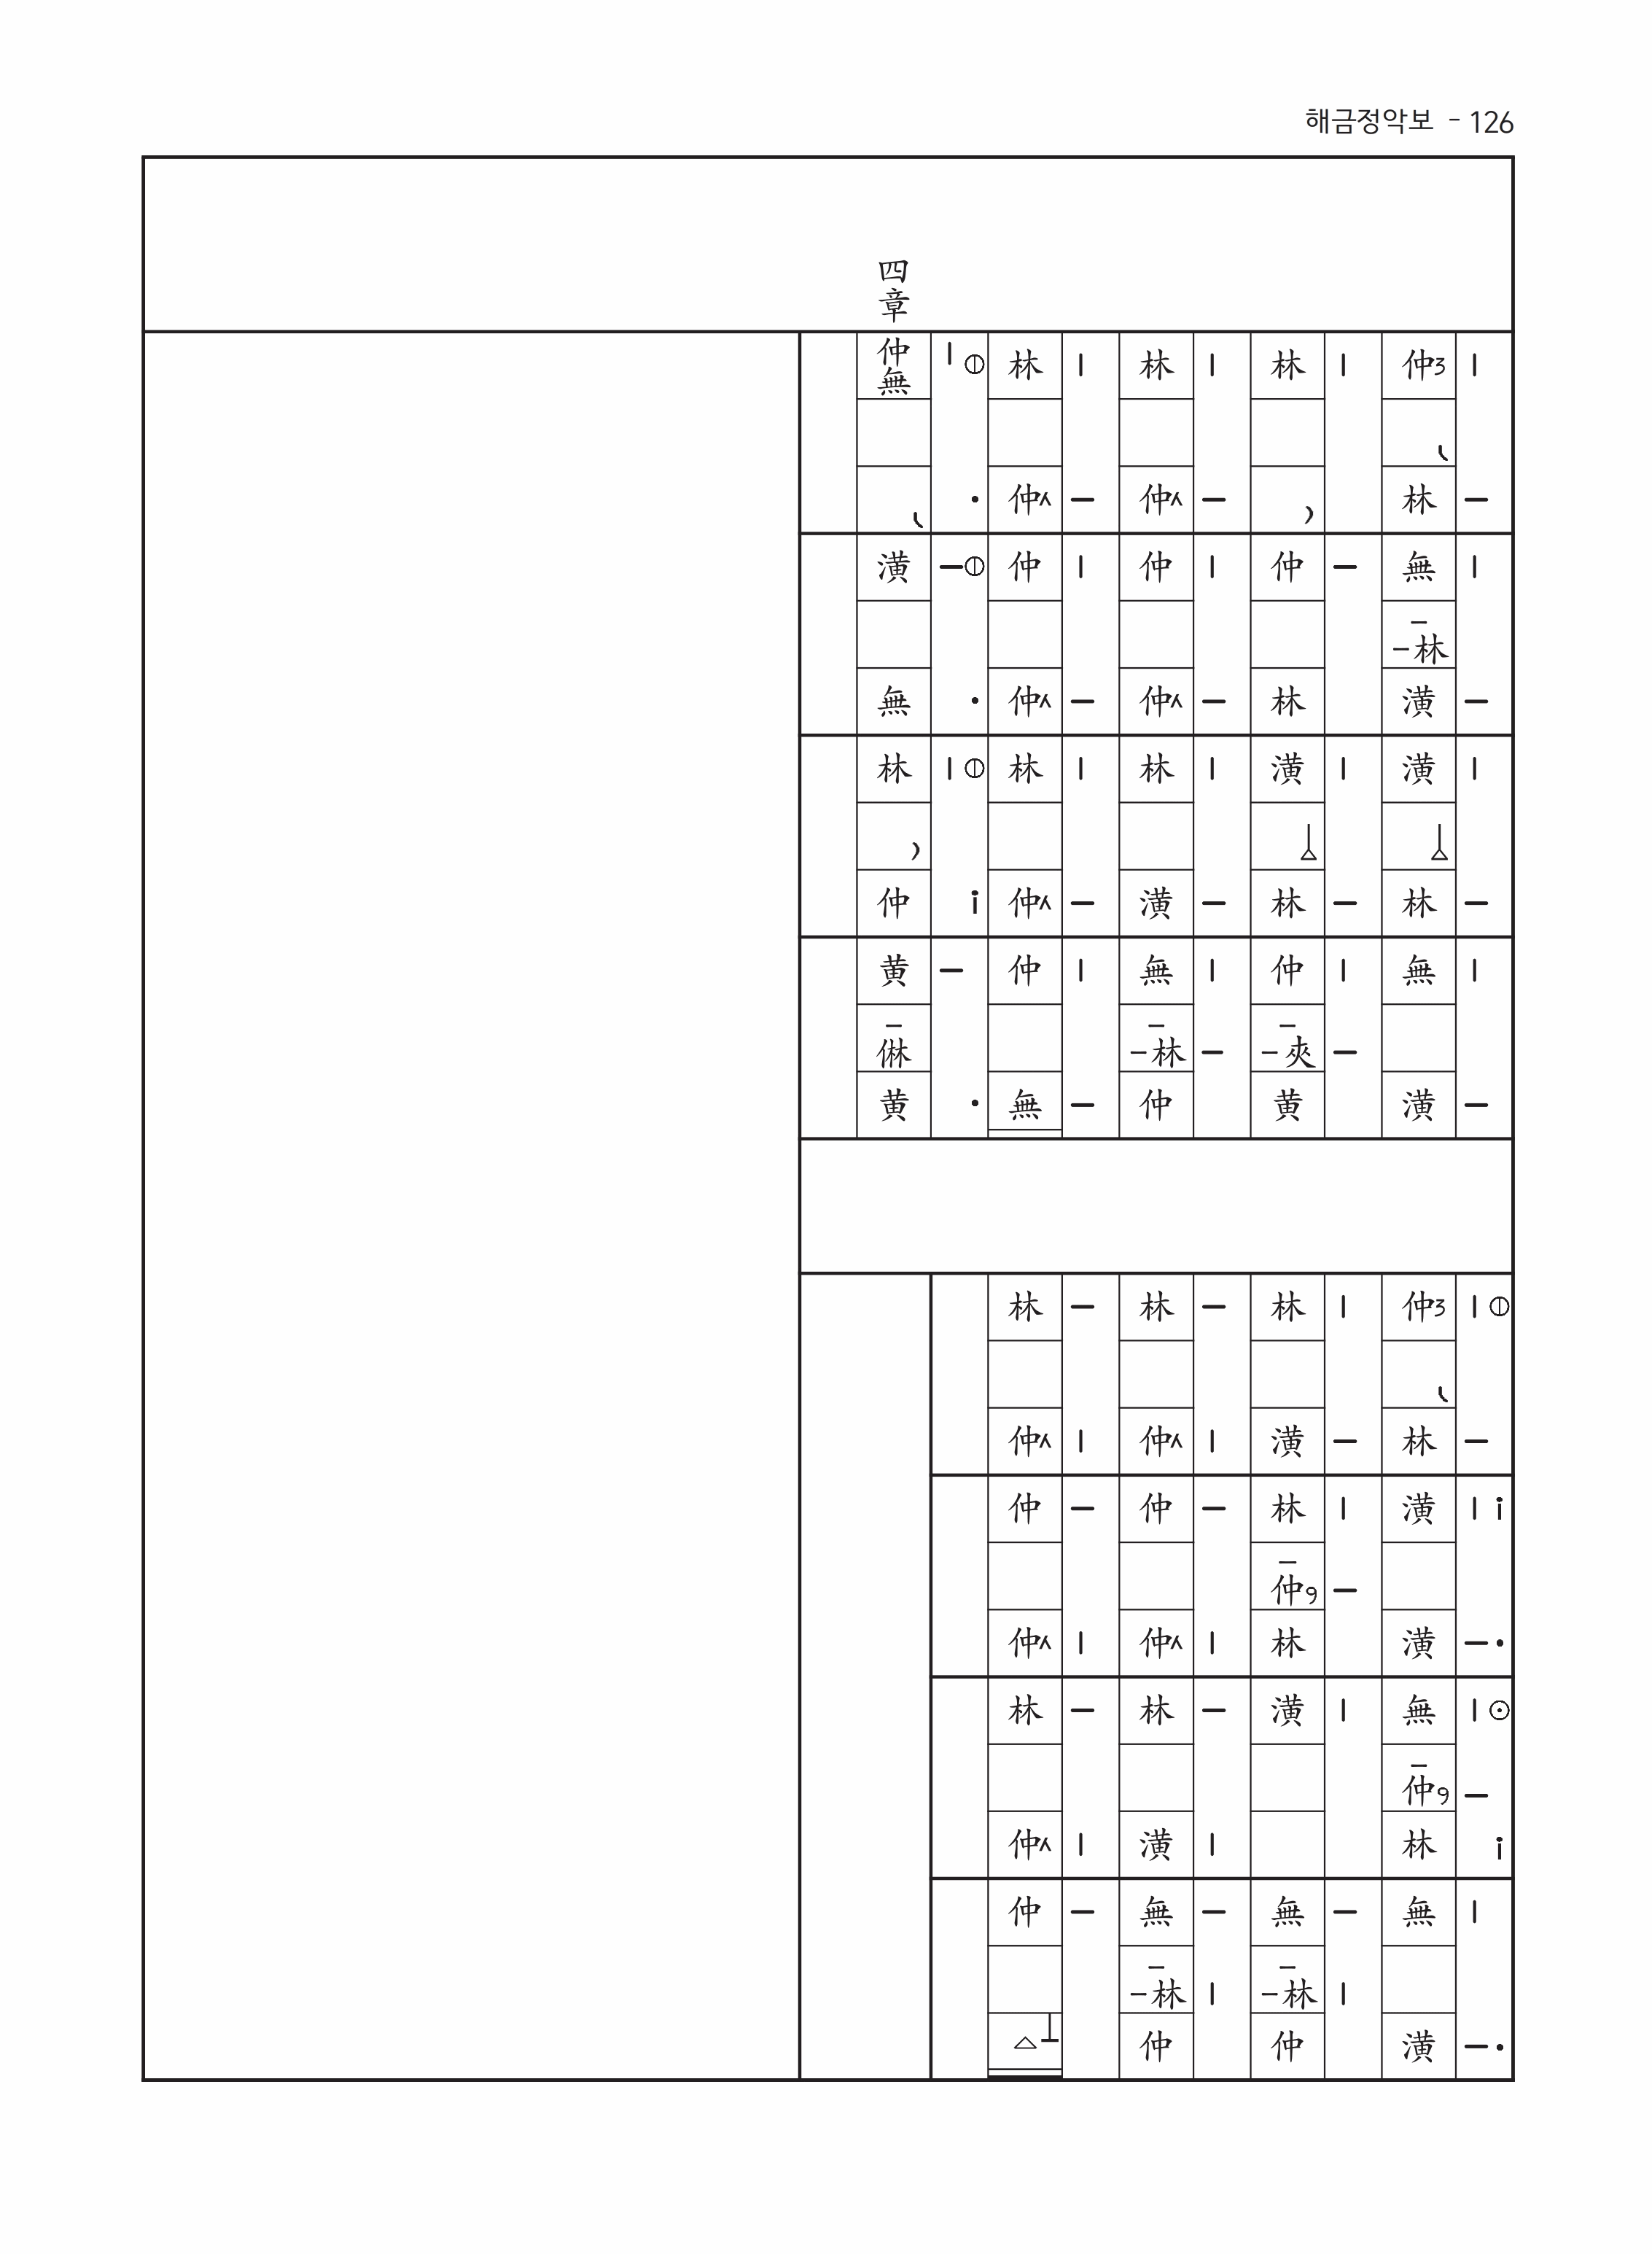 해금정악보 - 126
仲 林 無 林 潢 潢 林 無 潢
林 仲 林 潢 林 仲 夾 黃
林 仲 仲 仲 林 潢 無 林 仲
林 仲 仲 仲 林 仲 仲 無
四章
仲無 潢 無 林 仲 黃 㑣 黃
仲 林 潢 潢 無 仲 林 無 潢
林 潢 林 仲 林 潢 無 林 仲
林 仲 仲 仲 林 潢 無 林 仲
林 仲 仲 仲 林 仲 仲 △